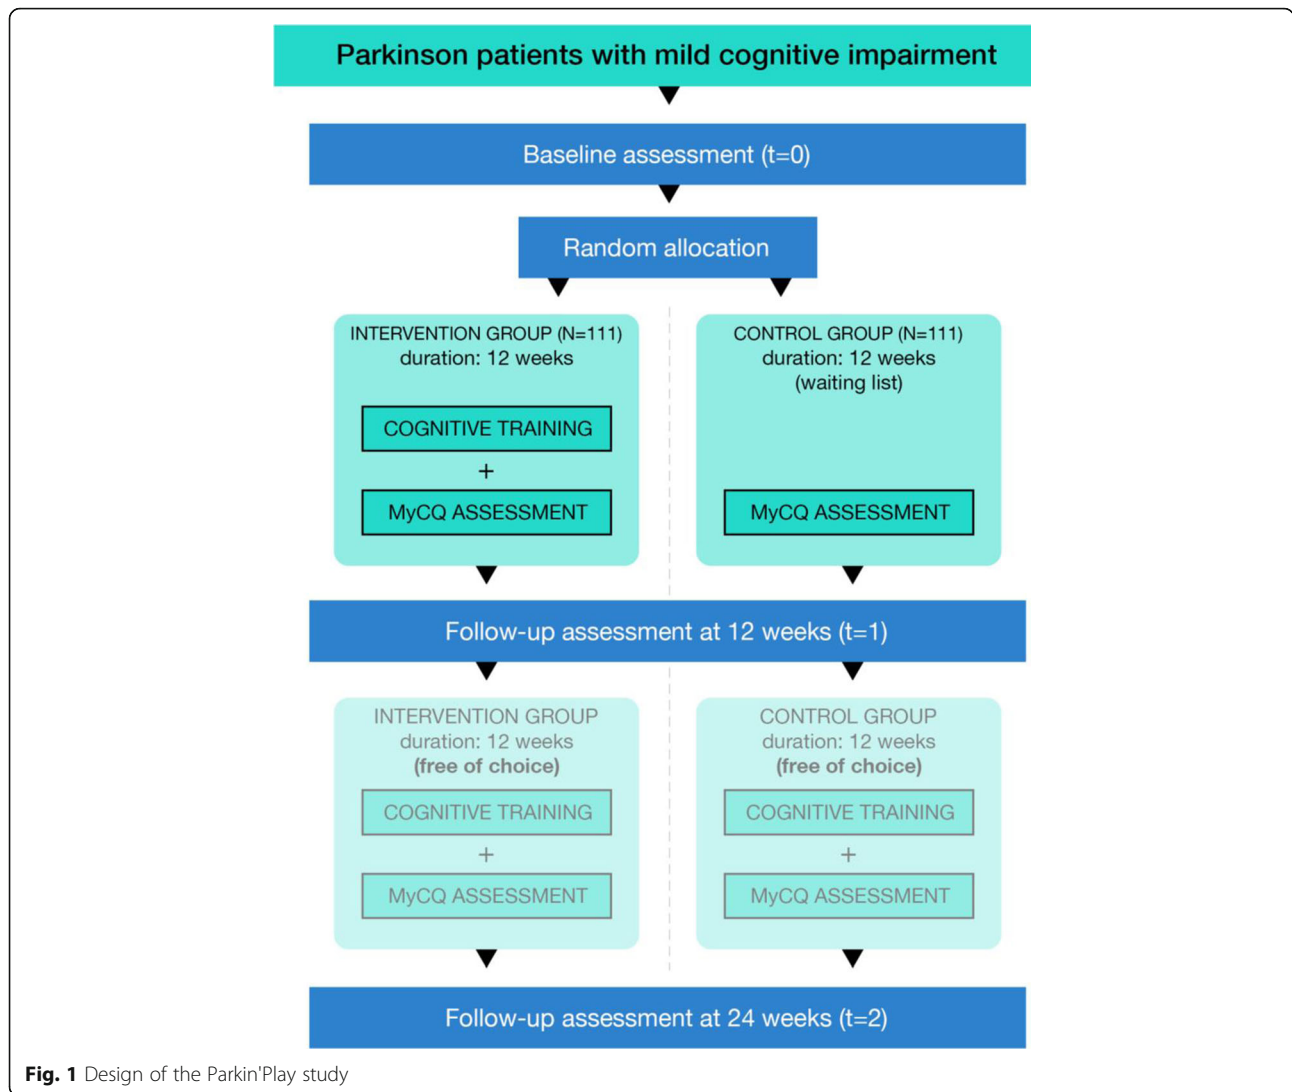 Parkinson patients with mild cognitive impairment
Baseline assessment (t=0)
Random allocation
INTERVENTION GROUP (N=111)
duration: 12 weeks
COGNITIVE TRAINING
+
MyCQ ASSESSMENT
CONTROL GROUP (N=111)
duration: 12 weeks
(waiting list)
MyCQ ASSESSMENT
Follow-up assessment at 12 weeks (t=1)
INTERVENTION GROUP
duration: 12 weeks
(free of choice)
COGNITIVE TRAINING
+
MyCQ ASSESSMENT
CONTROL GROUP
duration: 12 weeks
(free of choice)
COGNITIVE TRAINING
+
MyCQ ASSESSMENT
Follow-up assessment at 24 weeks (t=2)
Fig. 1 Design of the Parkin'Play study